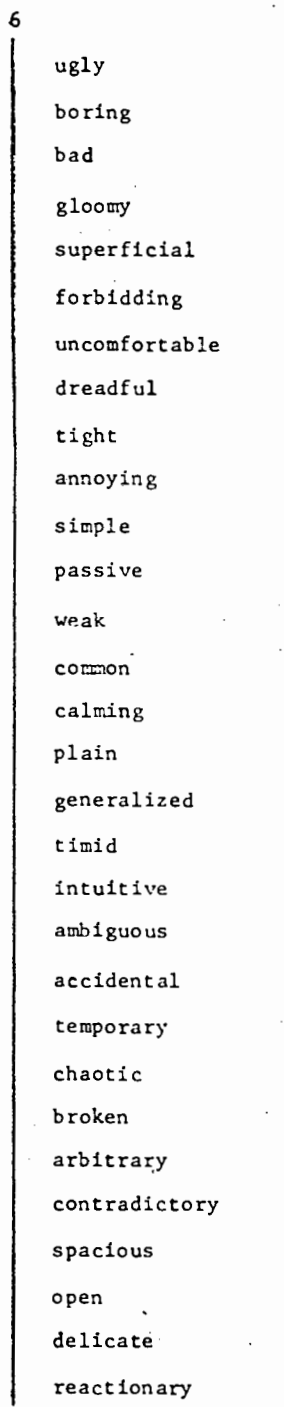 6
ugly
boring
bad
gloomy
superficial
forbidding
uncomfortable
dreadful
tight
annoying
simple
passive
weak
common
calming
plain
generalized
timid
intuitive
ambiguous
accidental
temporary
chaotic
broken
arbitrary
contradictory
spacious
open
delicate
reactionary